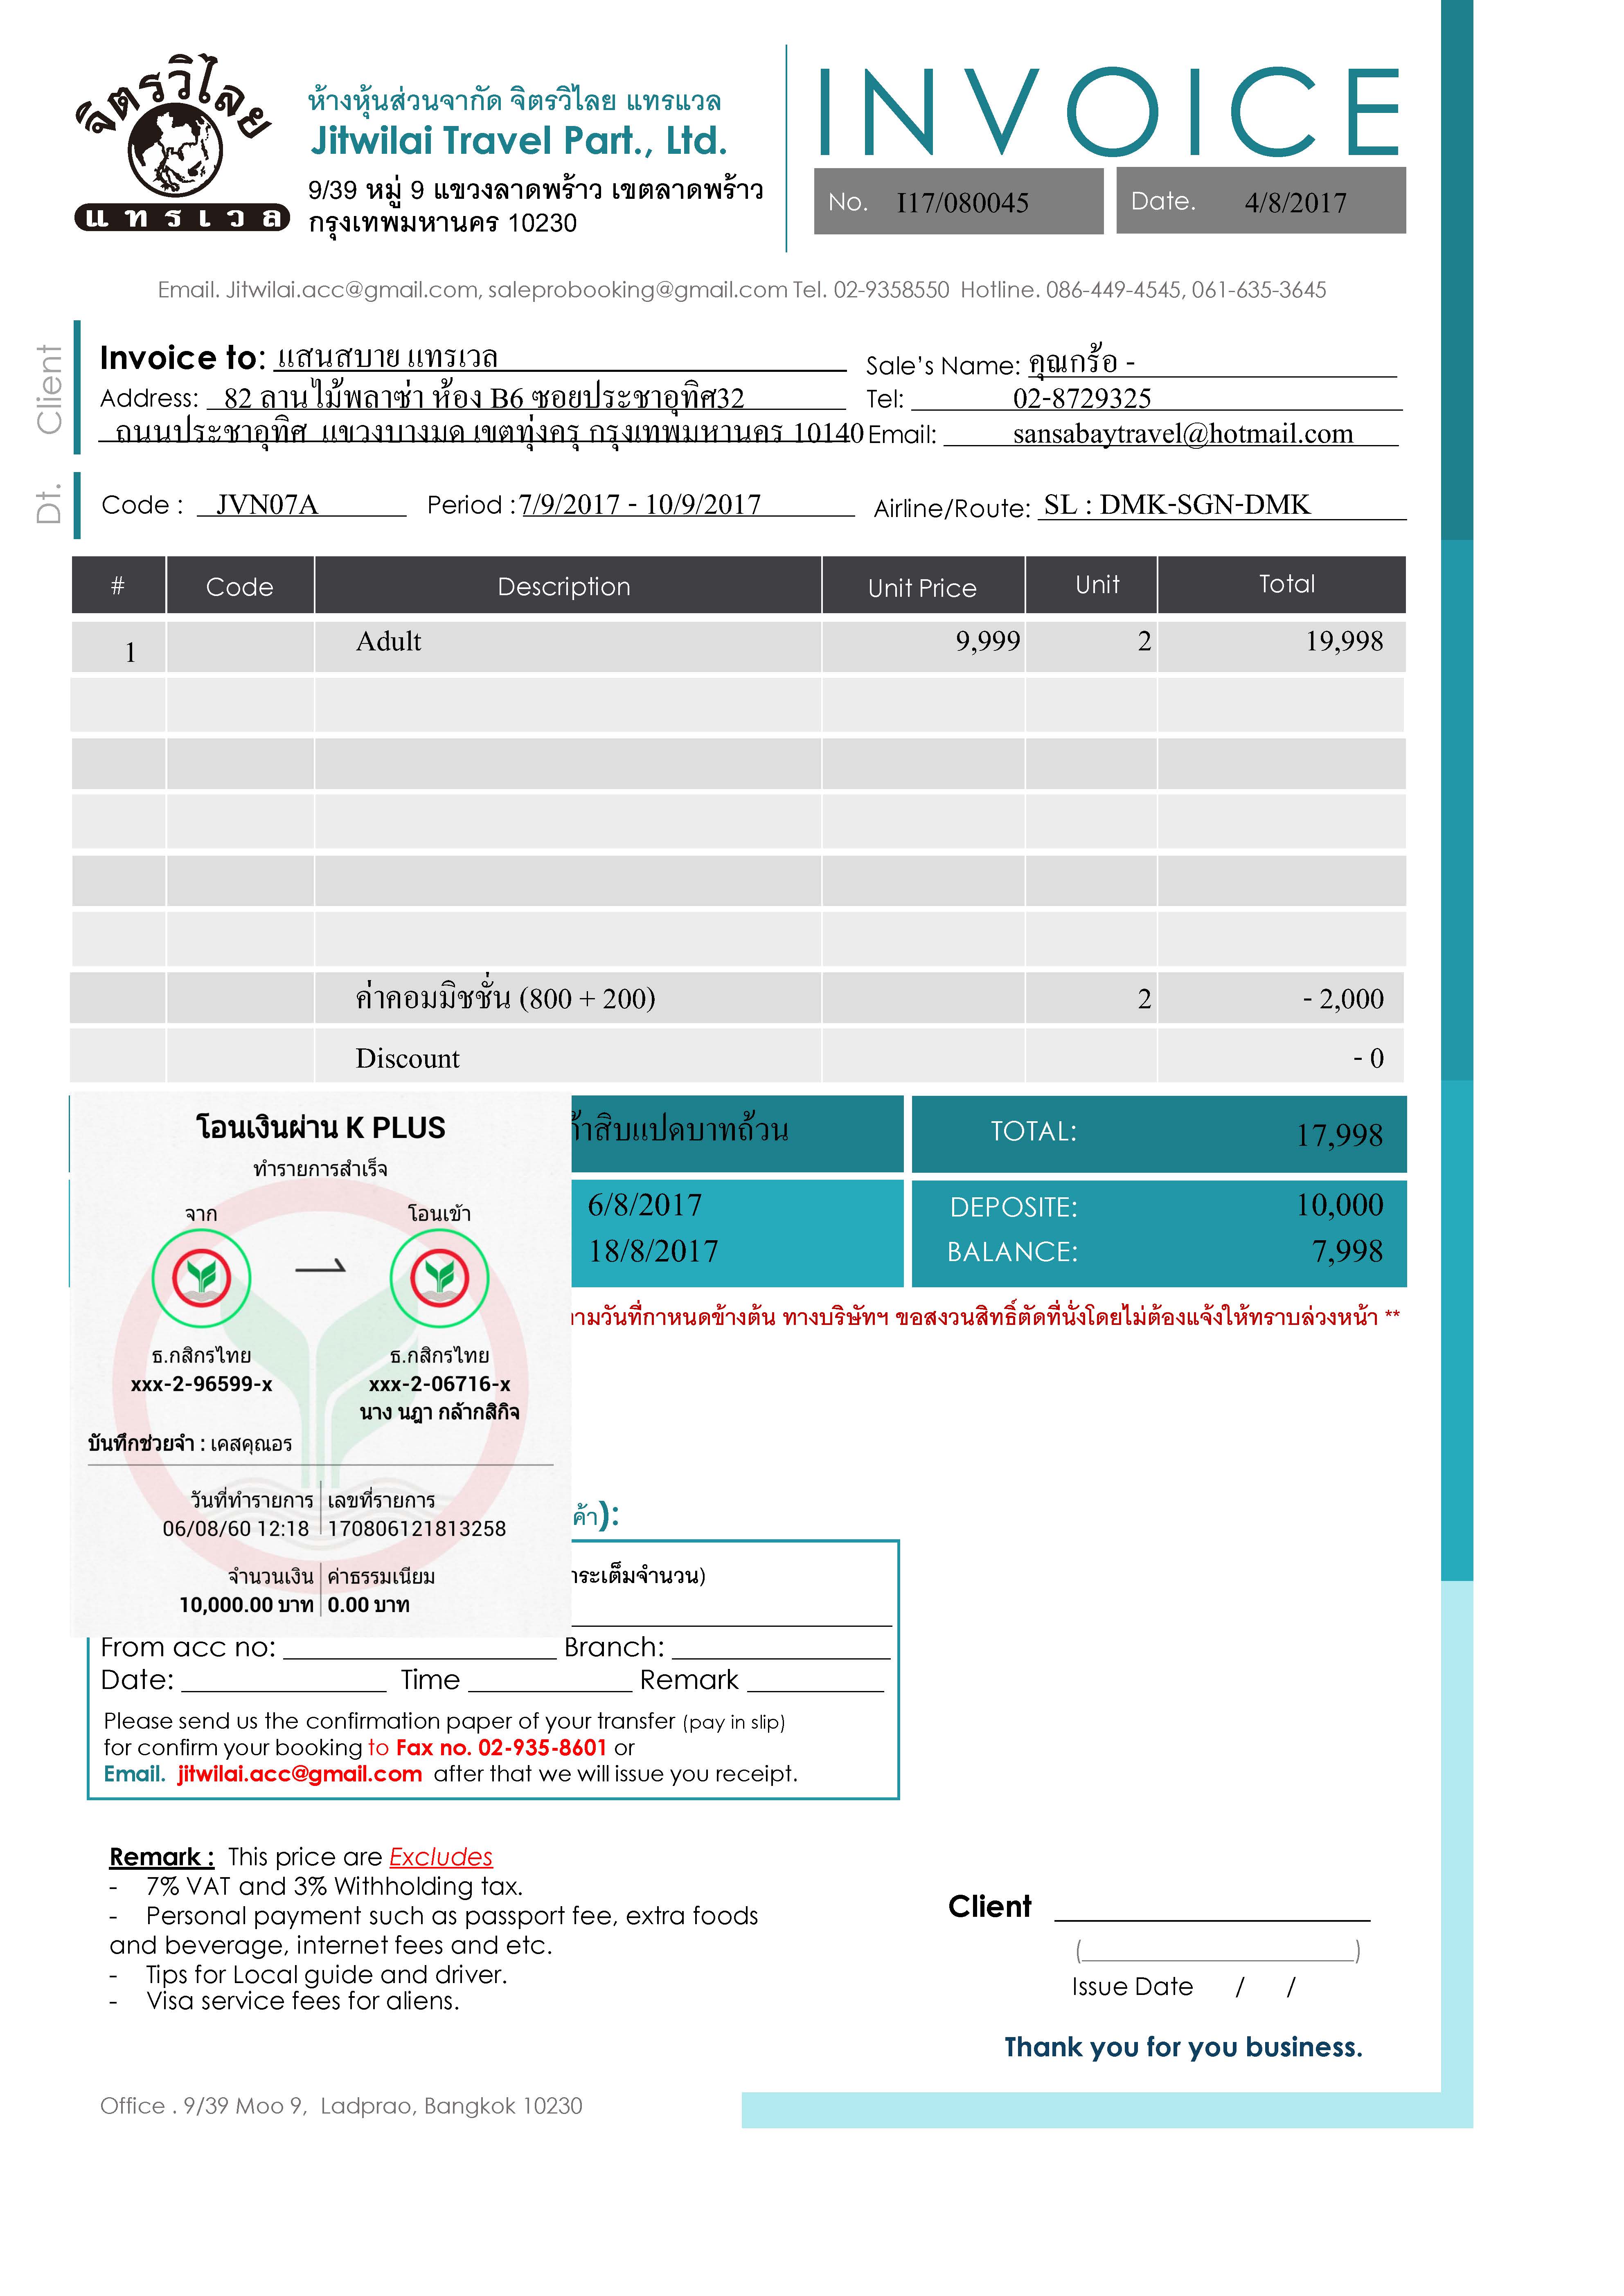 จิตรวิไลย
แทรเวล
ห้างหุ้นส่วนจากัด จิตรวิไลย แทรแวล
Jitwilai Travel Part., Ltd.
9/39 หมู่ 9 แขวงลาดพร้าว เขตลาดพร้าว
กรุงเทพมหานคร 10230
INVOICE
No. I17/080045 Date. 4/8/2017
Email. Jitwilai.acc@gmail.com, saleprobooking@gmail.com Tel. 02-9358550 Hotline. 086-449-4545, 061-635-3645
Client
Invoice to: แสนสบาย แทรเวล Sale's Name: คุณกร้อ -
Address: 82 ลานไม้พลาซ่า ห้อง B6 ซอยประชาอุทิศ32 Tel: 02-8729325
ถนนประชาอุทิศ แขวงบางมด เขตทุ่งครุ กรุงเทพมหานคร 10140 Email: sansabaytravel@hotmail.com
Dt.
Code : JVN07A Period : 7/9/2017 - 10/9/2017 Airline/Route: SL : DMK-SGN-DMK
# Code Description Unit Price Unit Total
1 Adult 9,999 2 19,998
ค่าคอมมิชชั่น (800 + 200) 2 - 2,000
Discount - 0
ก้าสิบแปดบาทถ้วน TOTAL: 17,998
6/8/2017 DEPOSITE: 10,000
18/8/2017 BALANCE: 7,998
ามวันที่กาหนดข้างต้น ทางบริษัทฯ ขอสงวนสิทธิ์ตัดที่นั่งโดยไม่ต้องแจ้งให้ทราบล่วงหน้า **
โอนเงินผ่าน K PLUS
ทำรายการสำเร็จ
จาก โอนเข้า
ธ.กสิกรไทย ธ.กสิกรไทย
xxx-2-96599-x xxx-2-06716-x
นาง นฎา กล้ากสิกิจ
บันทึกช่วยจำ : เคสคุณอร
วันที่ทำรายการ เลขที่รายการ
06/08/60 12:18 170806121813258
จำนวนเงิน ค่าธรรมเนียม
10,000.00 บาท 0.00 บาท
ค้า):
าระเต็มจำนวน)
From acc no: Branch:
Date: Time Remark
Please send us the confirmation paper of your transfer (pay in slip)
for confirm your booking to Fax no. 02-935-8601 or
Email. jitwilai.acc@gmail.com after that we will issue you receipt.
Remark : This price are Excludes
- 7% VAT and 3% Withholding tax.
- Personal payment such as passport fee, extra foods
and beverage, internet fees and etc.
- Tips for Local guide and driver.
- Visa service fees for aliens.
Client
( )
Issue Date / /
Thank you for you business.
Office . 9/39 Moo 9, Ladprao, Bangkok 10230